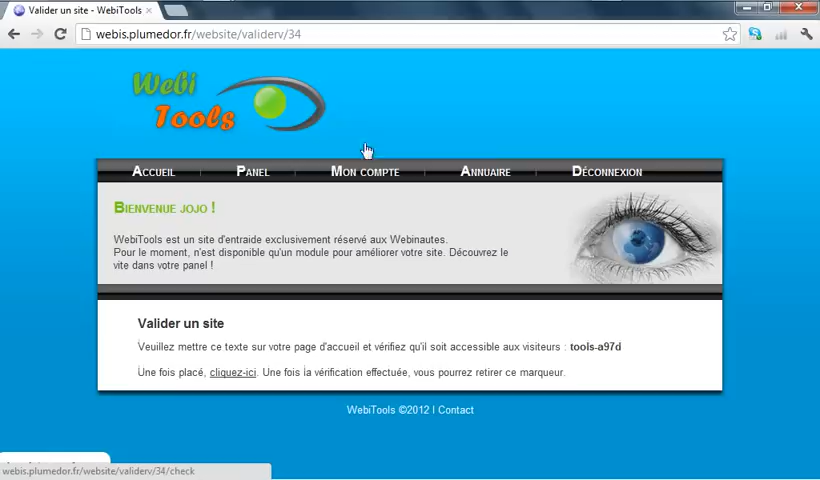 Valider un site - WebiTools
webis.plumedor.fr/website/validerv/34
Webi
Tools
Accueil Panel Mon compte Annuaire Déconnexion
Bienvenue jojo !
WebiTools est un site d'entraide exclusivement réservé aux Webinautes.
Pour le moment, n'est disponible qu'un module pour améliorer votre site. Découvrez le
vite dans votre panel !
Valider un site
Veuillez mettre ce texte sur votre page d'accueil et vérifiez qu'il soit accessible aux visiteurs : tools-a97d
Une fois placé, cliquez-ici. Une fois la vérification effectuée, vous pourrez retirer ce marqueur.
WebiTools ©2012 I Contact
webis.plumedor.fr/website/validerv/34/check